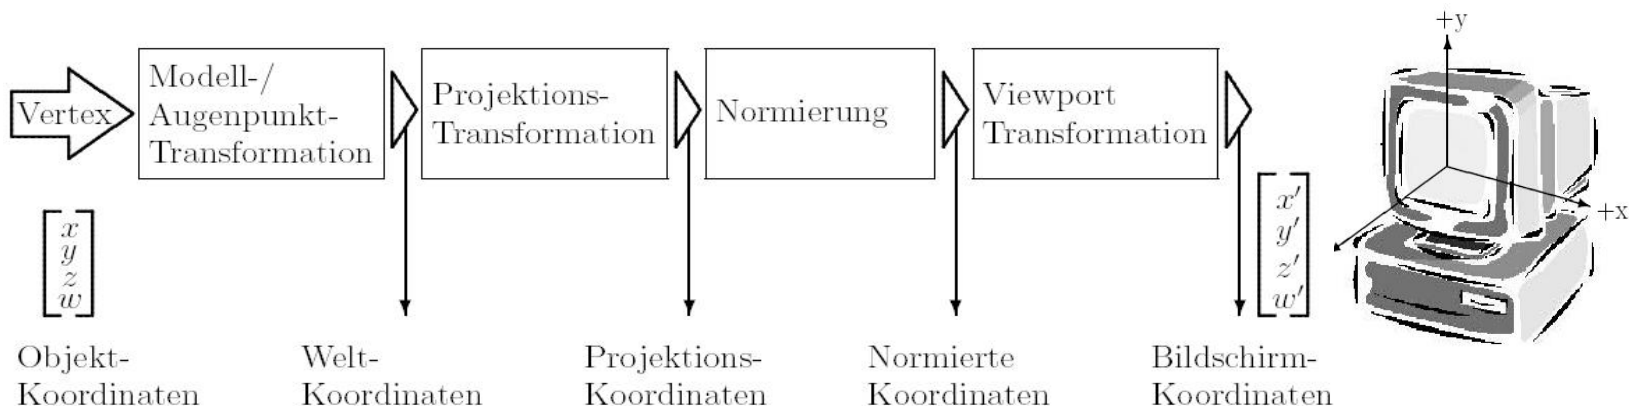 +y
Vertex
Modell-/
Augenpunkt-
Transformation
Projektions-
Transformation
Normierung
Viewport
Transformation
x
y
z
w
x'
y'
z'
w'
+x
Objekt-
Koordinaten
Welt-
Koordinaten
Projektions-
Koordinaten
Normierte
Koordinaten
Bildschirm-
Koordinaten